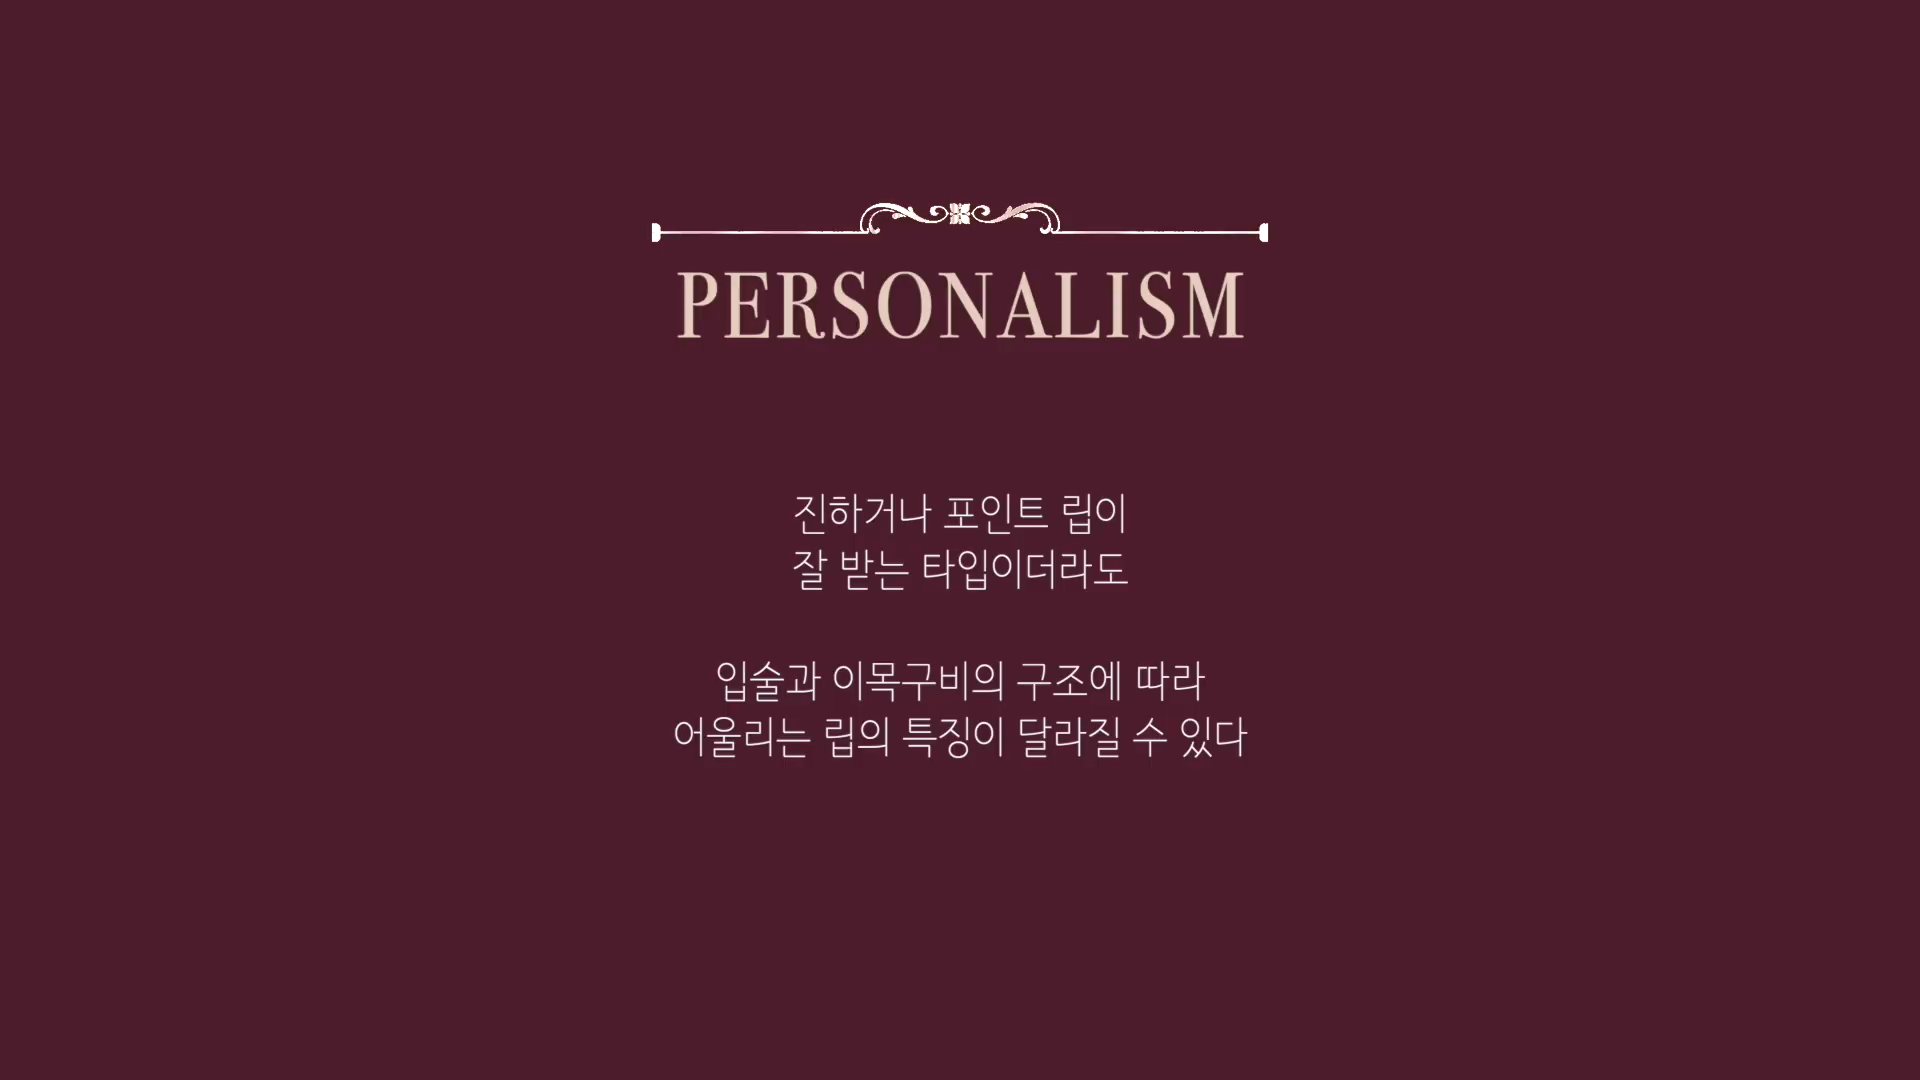 PERSONALISM
진하거나 포인트 립이
잘 받는 타입이더라도
입술과 이목구비의 구조에 따라
어울리는 립의 특징이 달라질 수 있다